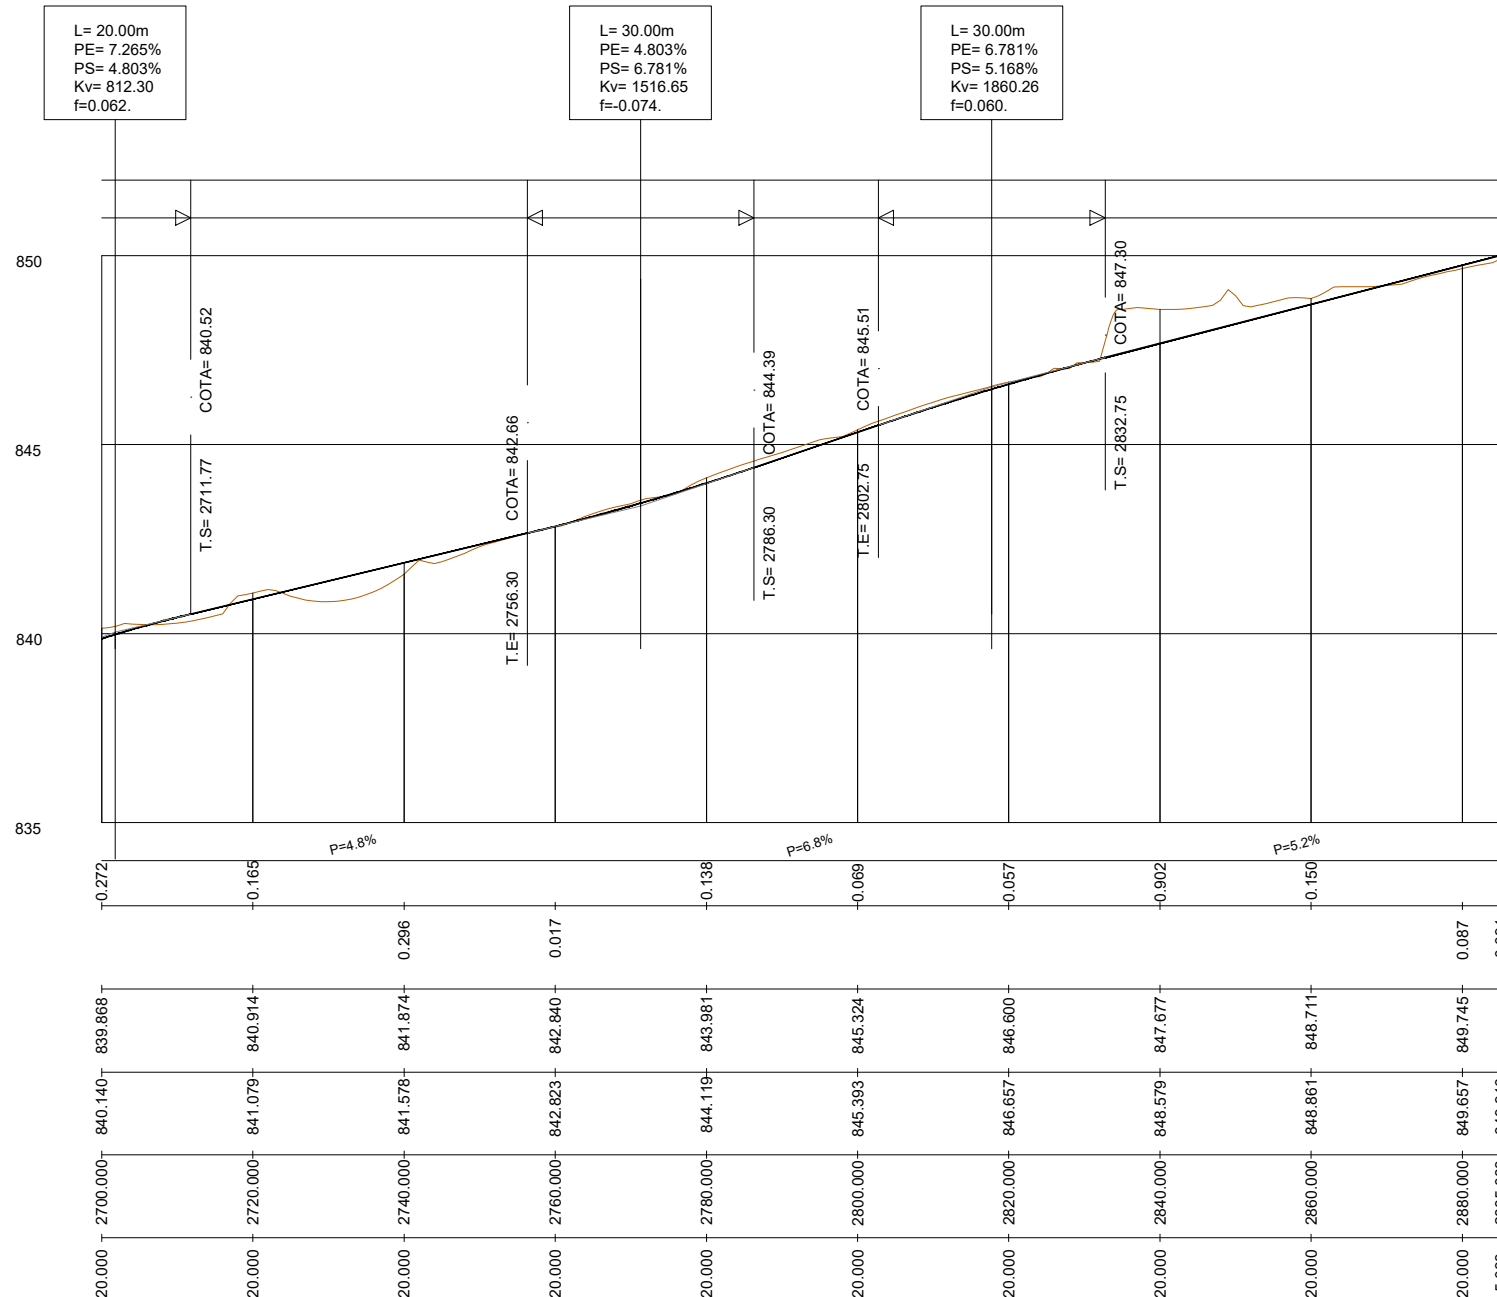 L= 20.00m
PE= 7.265%
PS= 4.803%
Kv= 812.30
f=0.062.
L= 30.00m
PE= 4.803%
PS= 6.781%
Kv= 1516.65
f=-0.074.
L= 30.00m
PE= 6.781%
PS= 5.168%
Kv= 1860.26
f=0.060.
850
845
840
835
T.S= 2711.77
COTA= 840.52
T.E= 2756.30
COTA= 842.66
T.S= 2786.30
COTA= 844.39
T.E= 2802.75
COTA= 845.51
T.S= 2832.75
COTA= 847.30
P=4.8%
P=6.8%
P=5.2%
0.272 0.165 0.138 0.069 0.057 0.902 0.150
0.296 0.017 0.087
839.868 840.914 841.874 842.840 843.981 845.324 846.600 847.677 848.711 849.745
840.140 841.079 841.578 842.823 844.119 845.393 846.657 848.579 848.861 849.657
2700.000 2720.000 2740.000 2760.000 2780.000 2800.000 2820.000 2840.000 2860.000 2880.000
20.000 20.000 20.000 20.000 20.000 20.000 20.000 20.000 20.000 20.000